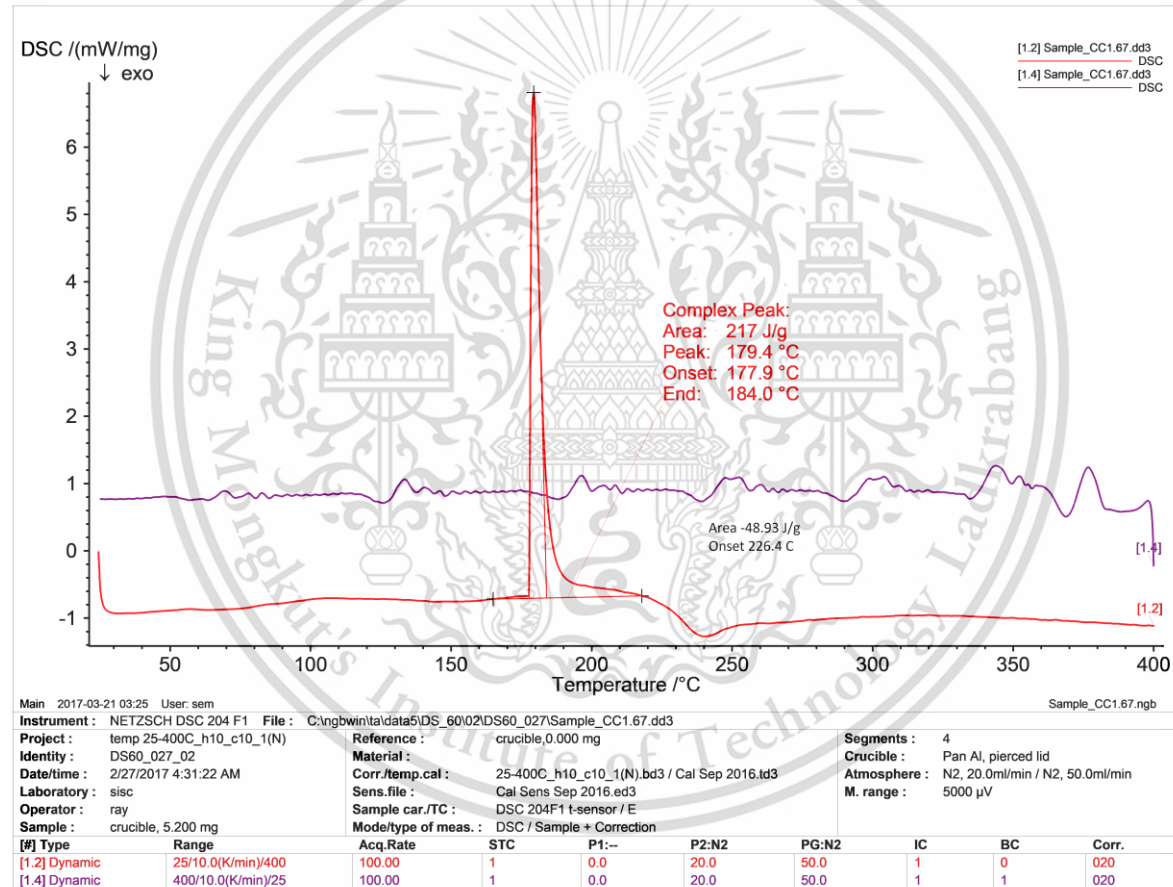 DSC /(mW/mg)
↓ exo
[1.2] Sample_CC1.67.dd3
DSC
[1.4] Sample_CC1.67.dd3
DSC
6
5
4
3
2
1
0
-1
Complex Peak:
Area: 217 J/g
Peak: 179.4 °C
Onset: 177.9 °C
End: 184.0 °C
Area -48.93 J/g
Onset 226.4 C
[1.4]
[1.2]
50 100 150 200 250 300 350 400
Temperature /°C
King Mongkut's Institute of Technology Ladkrabang
Main 2017-03-21 03:25 User: sem Sample_CC1.67.ngb
Instrument : NETZSCH DSC 204 F1 File : C:\ngbwin\ta\data5\DS_60\02\DS60_027\Sample_CC1.67.dd3
Project : temp 25-400C_h10_c10_1(N) Reference : crucible,0.000 mg Segments : 4
Identity : DS60_027_02 Material : Crucible : Pan Al, pierced lid
Date/time : 2/27/2017 4:31:22 AM Corr./temp.cal : 25-400C_h10_c10_1(N).bd3 / Cal Sep 2016.td3 Atmosphere : N2, 20.0ml/min / N2, 50.0ml/min
Laboratory : sisc Sens.file : Cal Sens Sep 2016.ed3 M. range : 5000 µV
Operator : ray Sample car./TC : DSC 204F1 t-sensor / E
Sample : crucible, 5.200 mg Mode/type of meas. : DSC / Sample + Correction
[#] Type Range Acq.Rate STC P1:-- P2:N2 PG:N2 IC BC Corr.
[1.2] Dynamic 25/10.0(K/min)/400 100.00 1 0.0 20.0 50.0 1 0 020
[1.4] Dynamic 400/10.0(K/min)/25 100.00 1 0.0 20.0 50.0 1 1 020